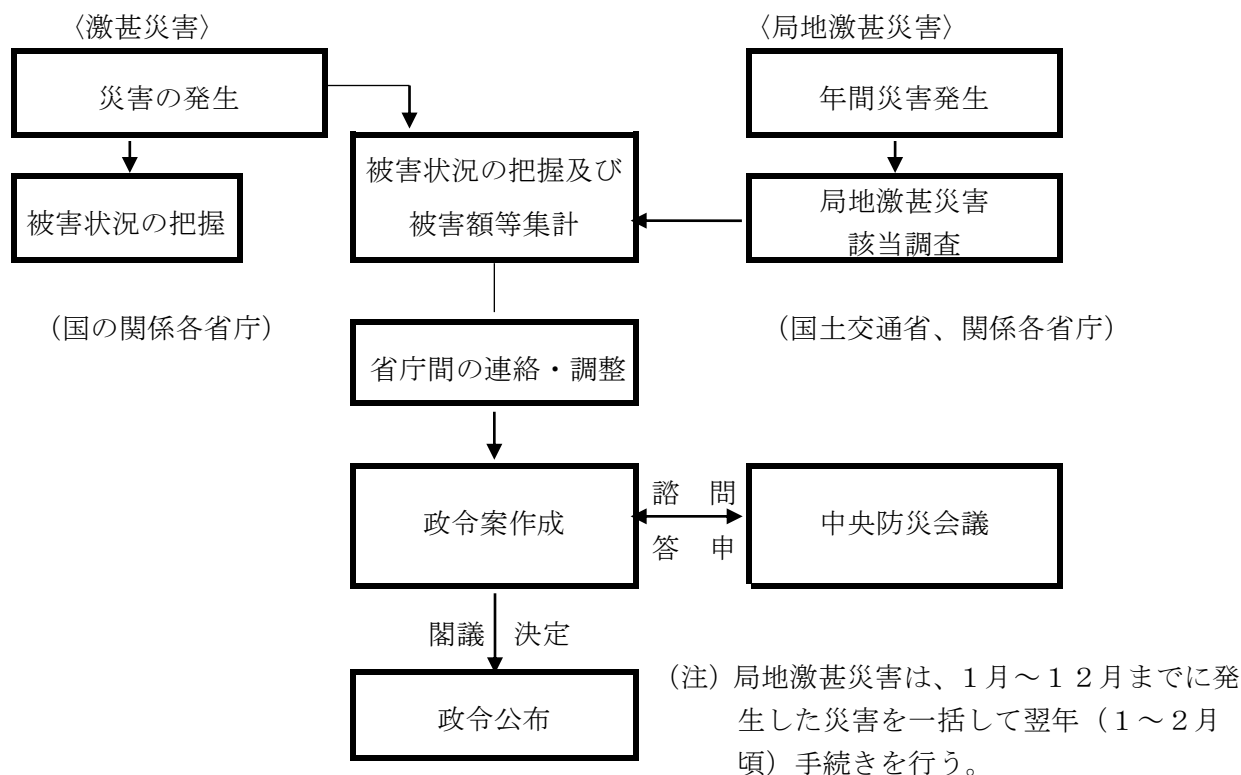 〈激甚災害〉
〈局地激甚災害〉
災害の発生
年間災害発生
被害状況の把握
被害状況の把握及び
被害額等集計
局地激甚災害
該当調査
（国の関係各省庁）
（国土交通省、関係各省庁）
省庁間の連絡・調整
政令案作成
諮　問
答　申
中央防災会議
閣議　決定
政令公布
（注）局地激甚災害は、１月～１２月までに発
生した災害を一括して翌年（１～２月
頃）手続きを行う。